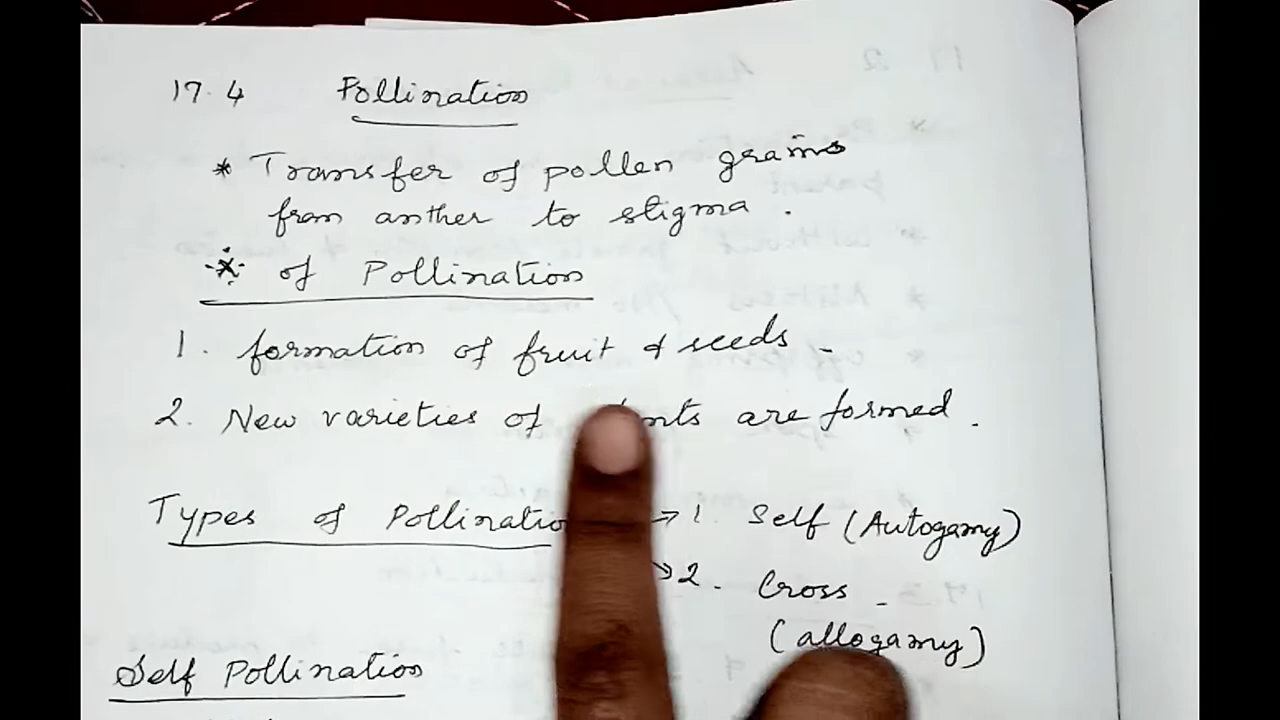 17.4 Pollination
* Transfer of pollen grains
from anther to stigma.
※ of Pollination
1. formation of fruit & seeds.
2. New varieties of are formed.
Types of Pollination → 1. Self (Autogamy)
→ 2. Cross
(allogamy)
Self Pollination